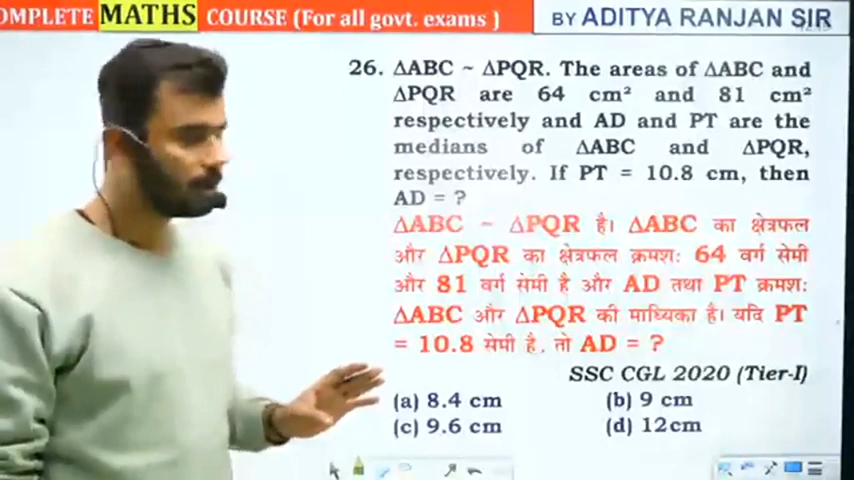 OMPLETE MATHS COURSE (For all govt. exams ) BY ADITYA RANJAN SIR
26. ΔABC ~ ΔPQR. The areas of ΔABC and
ΔPQR are 64 cm² and 81 cm²
respectively and AD and PT are the
medians of ΔABC and ΔPQR,
respectively. If PT = 10.8 cm, then
AD = ?
ΔABC ~ ΔPQR है। ΔABC का क्षेत्रफल
और ΔPQR का क्षेत्रफल क्रमशः 64 वर्ग सेमी
और 81 वर्ग सेमी है और AD तथा PT क्रमशः
ΔABC और ΔPQR की माध्यिका है। यदि PT
= 10.8 सेमी है, तो AD = ?
SSC CGL 2020 (Tier-I)
(a) 8.4 cm (b) 9 cm
(c) 9.6 cm (d) 12cm